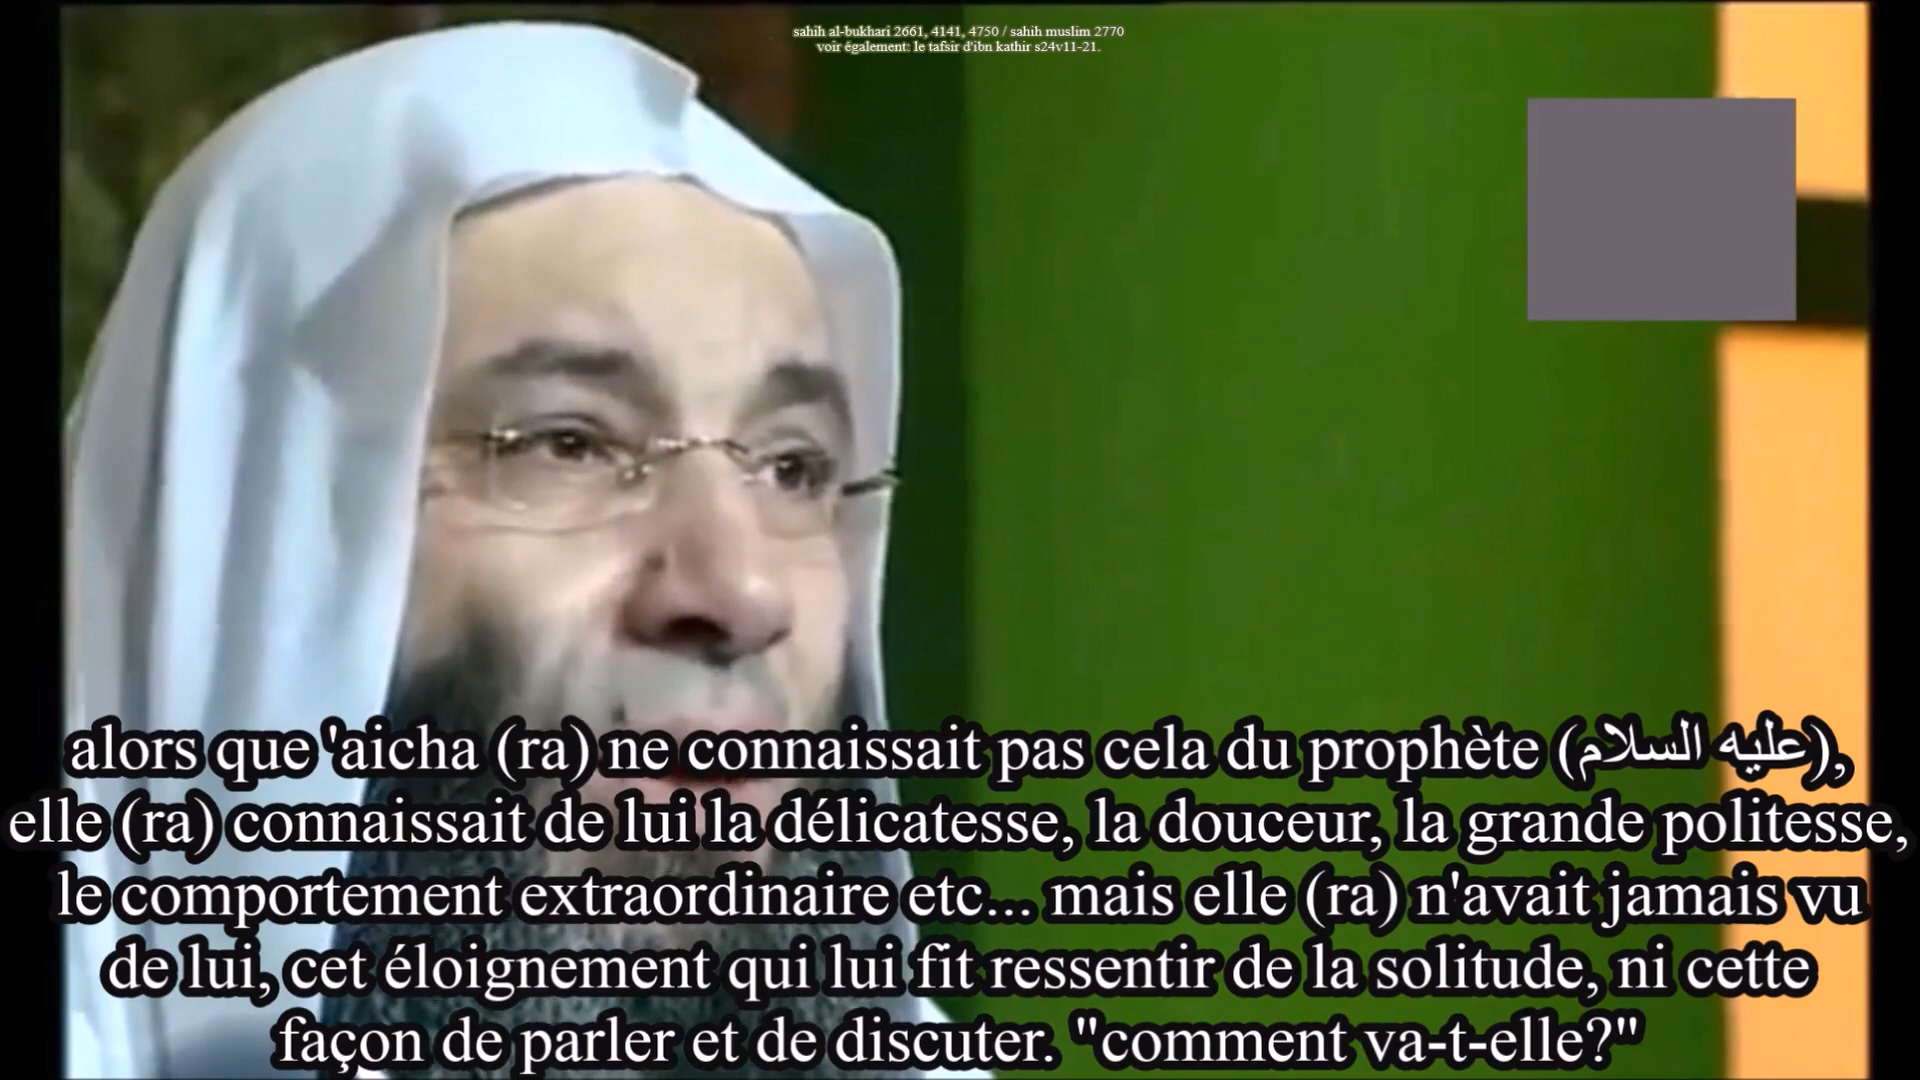 sahih al-bukhari 2661, 4141, 4750 / sahih muslim 2770
voir également: le tafsir d'ibn kathir s24v11-21.
alors que 'aicha (ra) ne connaissait pas cela du prophète (عليه السلام),
elle (ra) connaissait de lui la délicatesse, la douceur, la grande politesse,
le comportement extraordinaire etc... mais elle (ra) n'avait jamais vu
de lui, cet éloignement qui lui fit ressentir de la solitude, ni cette
façon de parler et de discuter. "comment va-t-elle?"